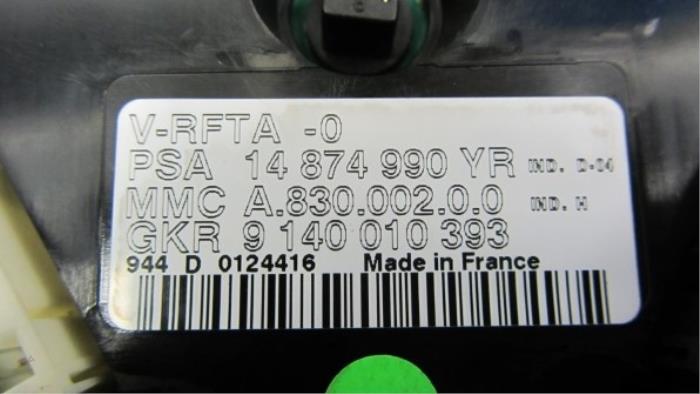 V-RFTA -0
PSA 14 874 990 YR IND. D-04
MMC A.830.002.0.0 IND. H
GKR 9 140 010 393
944 D 0124416 Made in France